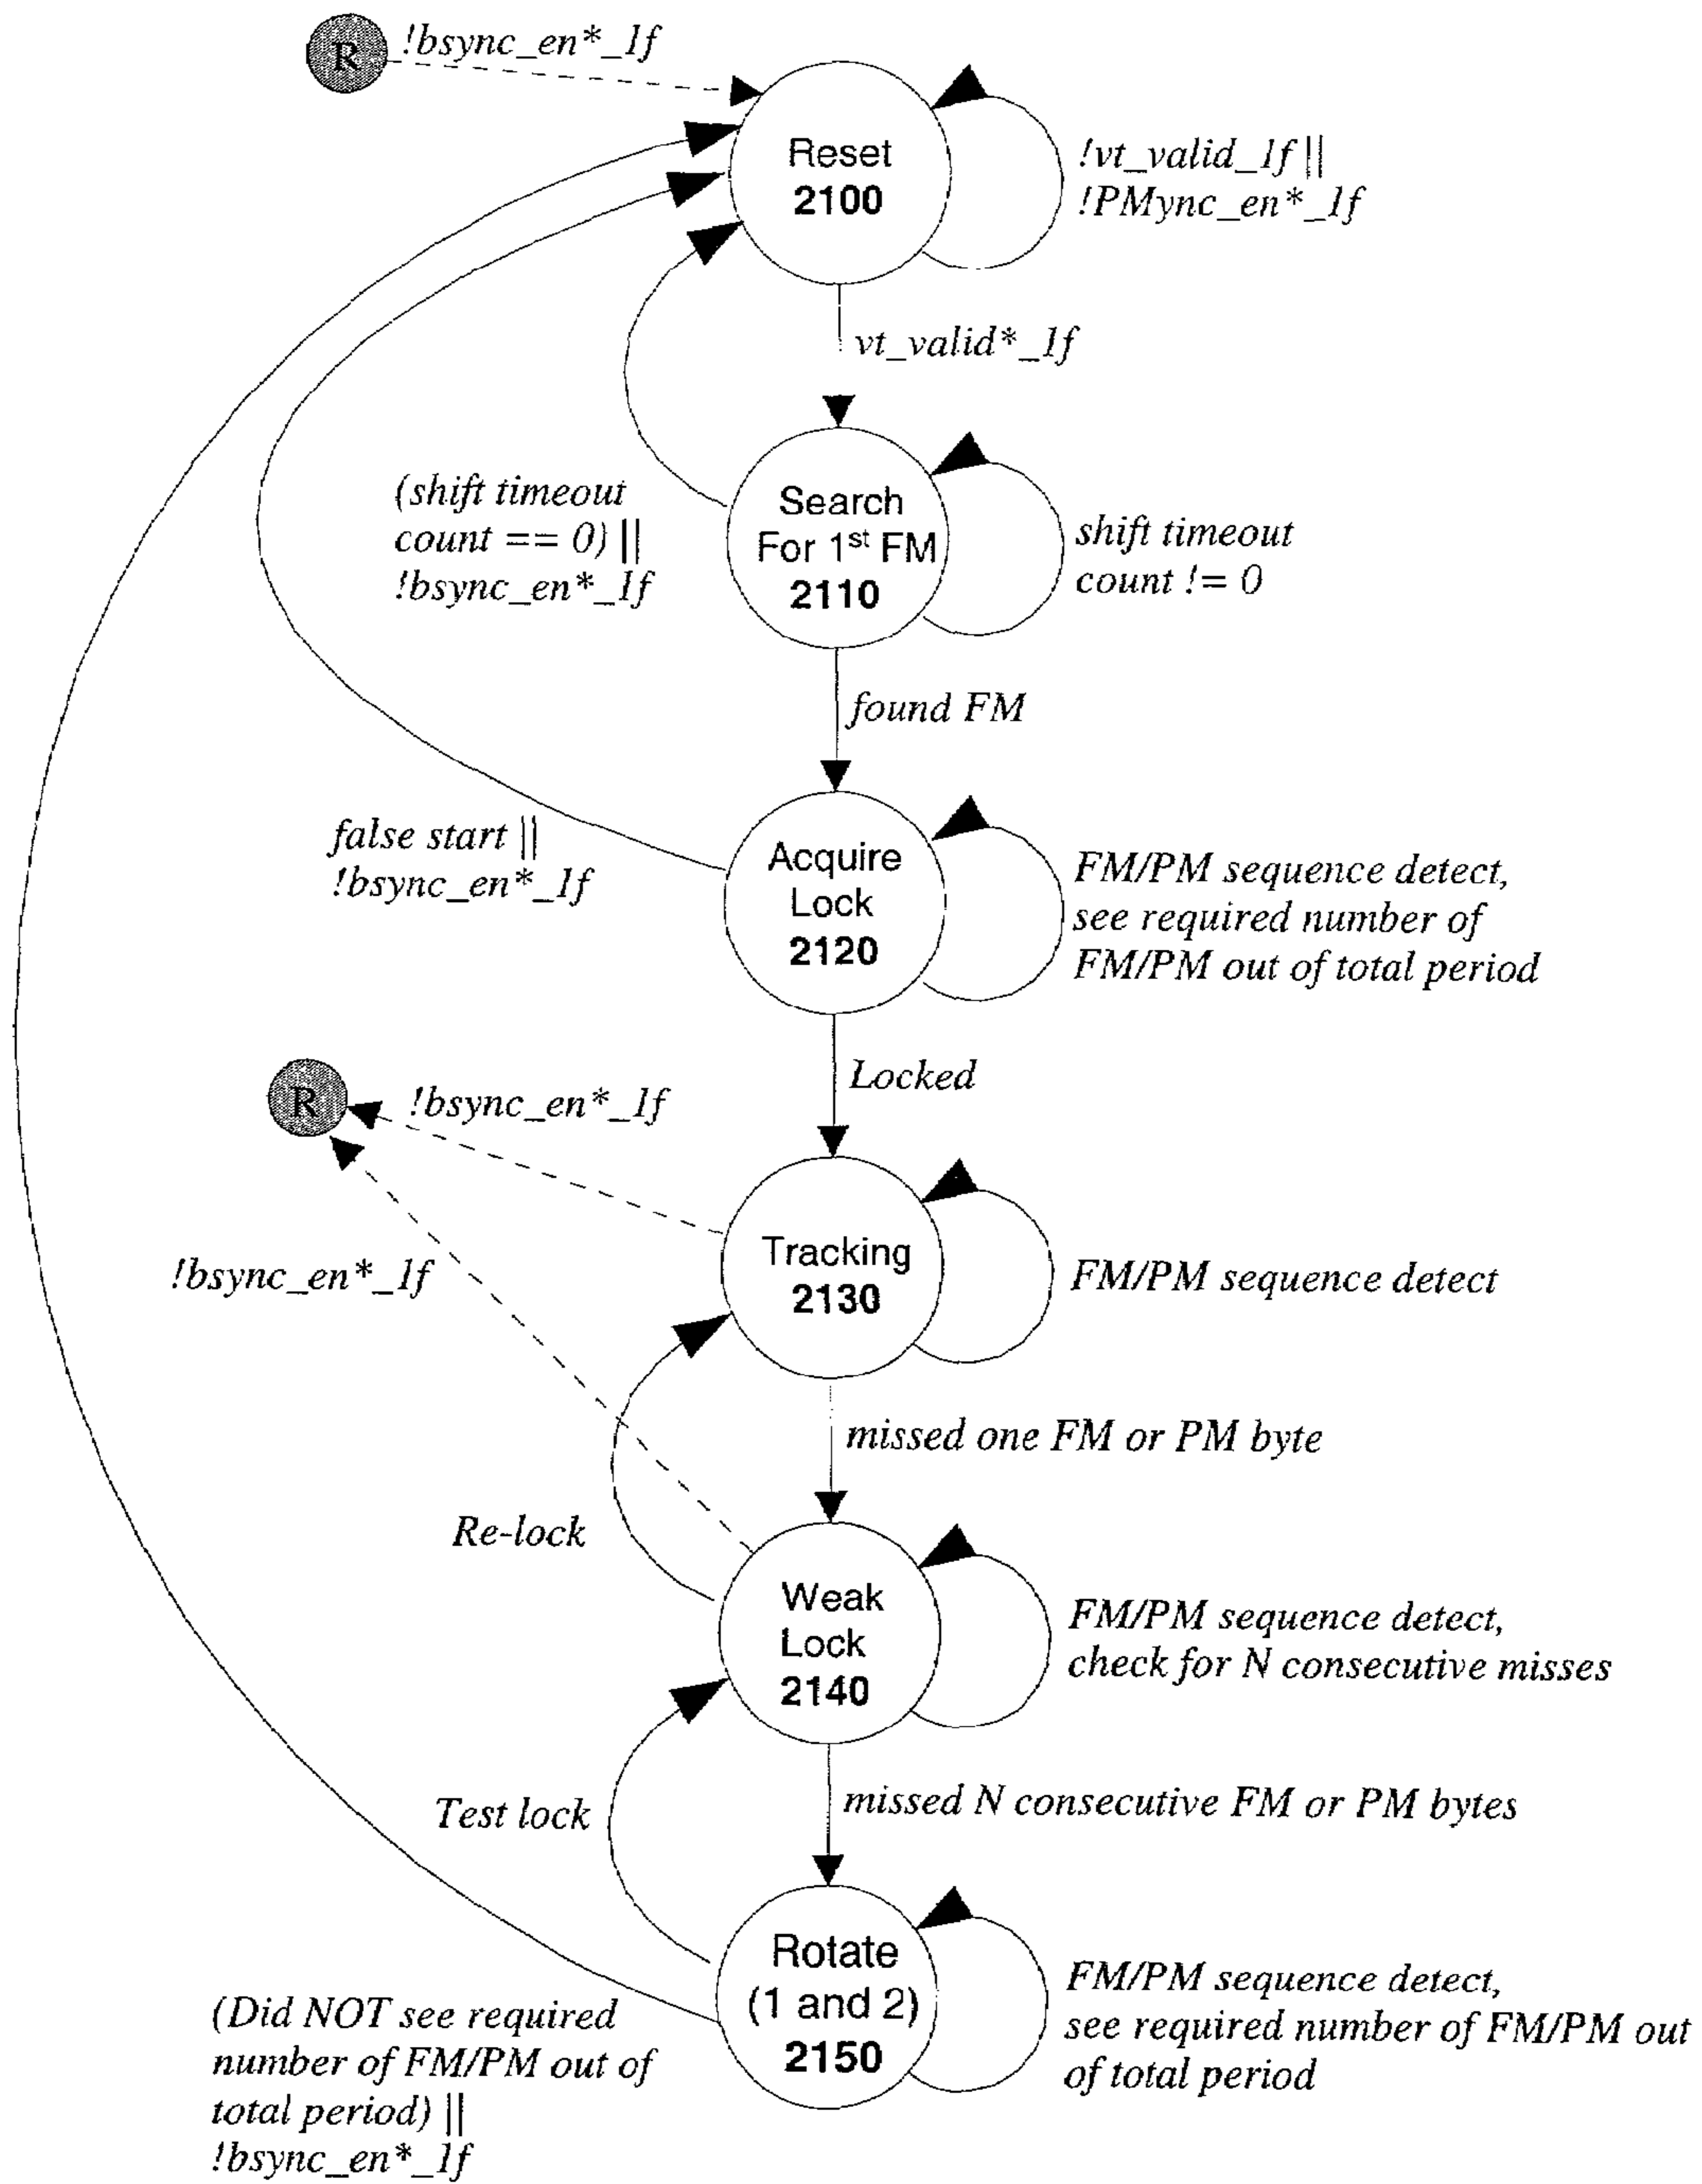 R
!bsync_en*_1f
Reset
2100
!vt_valid_1f ||
!PMync_en*_1f
vt_valid*_1f
(shift timeout
count == 0) ||
!bsync_en*_1f
Search
For 1st FM
2110
shift timeout
count != 0
found FM
false start ||
!bsync_en*_1f
Acquire
Lock
2120
FM/PM sequence detect,
see required number of
FM/PM out of total period
Locked
R
!bsync_en*_1f
!bsync_en*_1f
Tracking
2130
FM/PM sequence detect
missed one FM or PM byte
Re-lock
Weak
Lock
2140
FM/PM sequence detect,
check for N consecutive misses
Test lock
missed N consecutive FM or PM bytes
Rotate
(1 and 2)
2150
FM/PM sequence detect,
see required number of FM/PM out
of total period
(Did NOT see required
number of FM/PM out of
total period) ||
!bsync_en*_1f